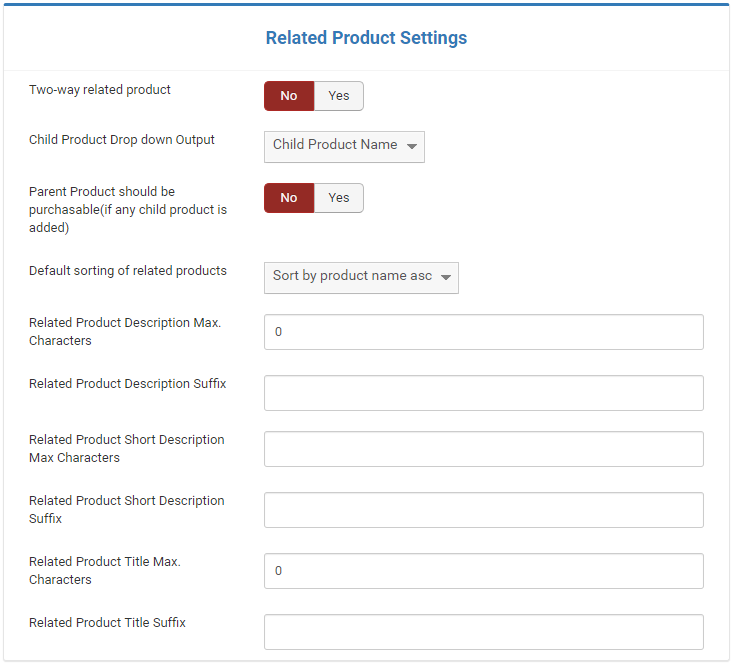 Related Product Settings
Two-way related product
No Yes
Child Product Drop down Output
Child Product Name
Parent Product should be
purchasable(if any child product is
added)
No Yes
Default sorting of related products
Sort by product name asc
Related Product Description Max.
Characters
0
Related Product Description Suffix
Related Product Short Description
Max Characters
Related Product Short Description
Suffix
Related Product Title Max.
Characters
0
Related Product Title Suffix